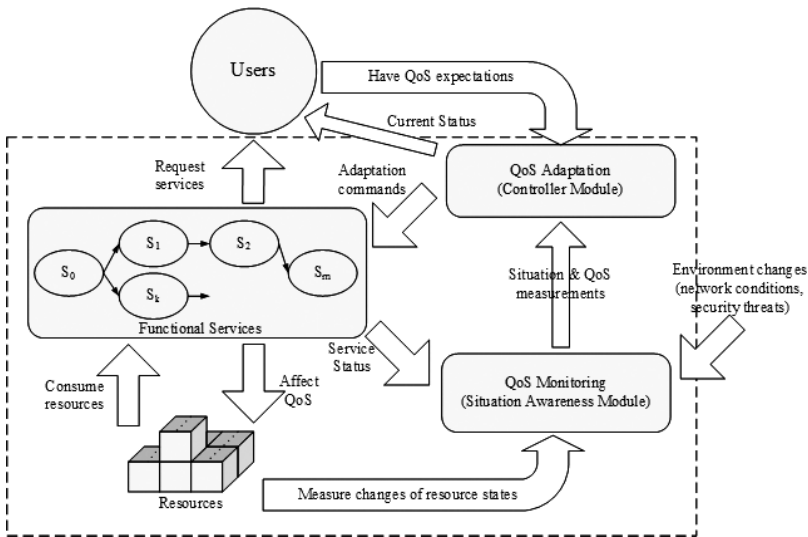 Users
Have QoS expectations
Current Status
Request
services
Adaptation
commands
QoS Adaptation
(Controller Module)
S0
S1
S2
Sm
Sk
Functional Services
Situation & QoS
measurements
Environment changes
(network conditions,
security threats)
Service
Status
Consume
resources
Affect
QoS
QoS Monitoring
(Situation Awareness Module)
Resources
Measure changes of resource states